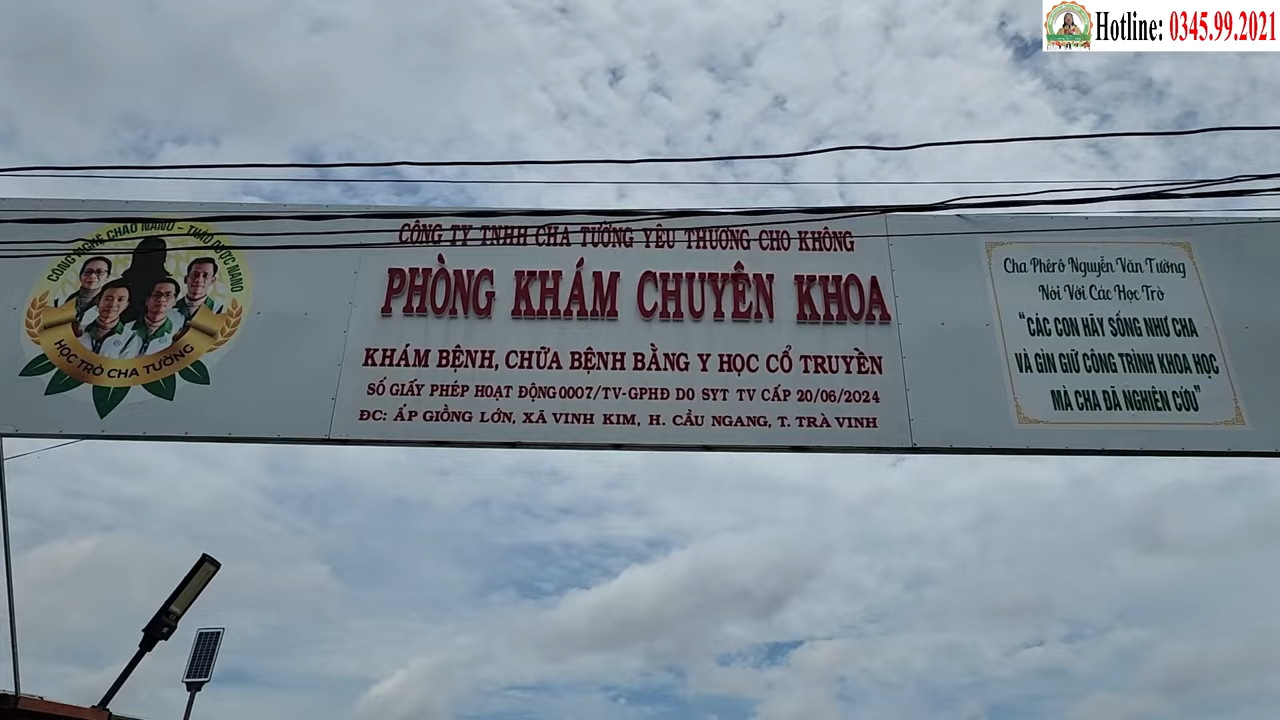 Hotline: 0345.99.2021
CÔNG NGHỆ CHÀO NANO - THẢO DƯỢC NANO
HỌC TRÒ CHA TƯỜNG
CÔNG TY TNHH CHA TƯỜNG YÊU THƯƠNG CHO KHÔNG
PHÒNG KHÁM CHUYÊN KHOA
KHÁM BỆNH, CHỮA BỆNH BẰNG Y HỌC CỔ TRUYỀN
SỐ GIẤY PHÉP HOẠT ĐỘNG 0007/TV-GPHĐ DO SYT TV CẤP 20/06/2024
ĐC: ẤP GIỒNG LỚN, XÃ VINH KIM, H. CẦU NGANG, T. TRÀ VINH
Cha Phêrô Nguyễn Văn Tường
Nói Với Các Học Trò
"CÁC CON HÃY SỐNG NHƯ CHA
VÀ GÌN GIỮ CÔNG TRÌNH KHOA HỌC
MÀ CHA ĐÃ NGHIÊN CỨU"